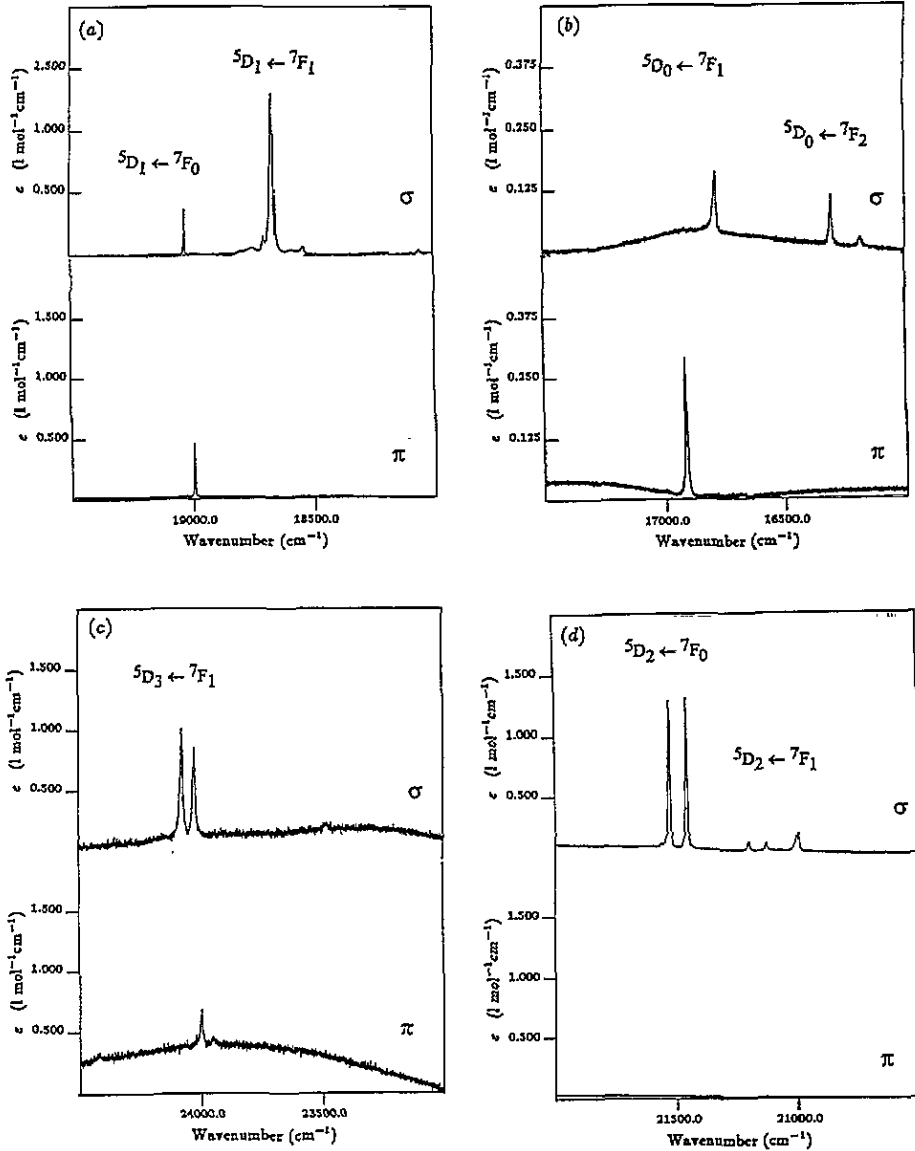 (a)
⁵D₁ ← ⁷F₁
⁵D₁ ← ⁷F₀
1.500
1.000
0.500
σ
e (l mol⁻¹cm⁻¹)
1.500
1.000
0.500
π
e (l mol⁻¹cm⁻¹)
19000.0 18500.0
Wavenumber (cm⁻¹)
(b)
⁵D₀ ← ⁷F₁
⁵D₀ ← ⁷F₂
0.375
0.250
0.125
σ
e (l mol⁻¹cm⁻¹)
0.375
0.250
0.125
π
e (l mol⁻¹cm⁻¹)
17000.0 16500.0
Wavenumber (cm⁻¹)
(c)
⁵D₃ ← ⁷F₁
1.500
1.000
0.500
σ
e (l mol⁻¹cm⁻¹)
1.500
1.000
0.500
π
e (l mol⁻¹cm⁻¹)
24000.0 23500.0
Wavenumber (cm⁻¹)
(d)
⁵D₂ ← ⁷F₀
⁵D₂ ← ⁷F₁
1.500
1.000
0.500
σ
e (l mol⁻¹cm⁻¹)
1.500
1.000
0.500
π
e (l mol⁻¹cm⁻¹)
21500.0 21000.0
Wavenumber (cm⁻¹)